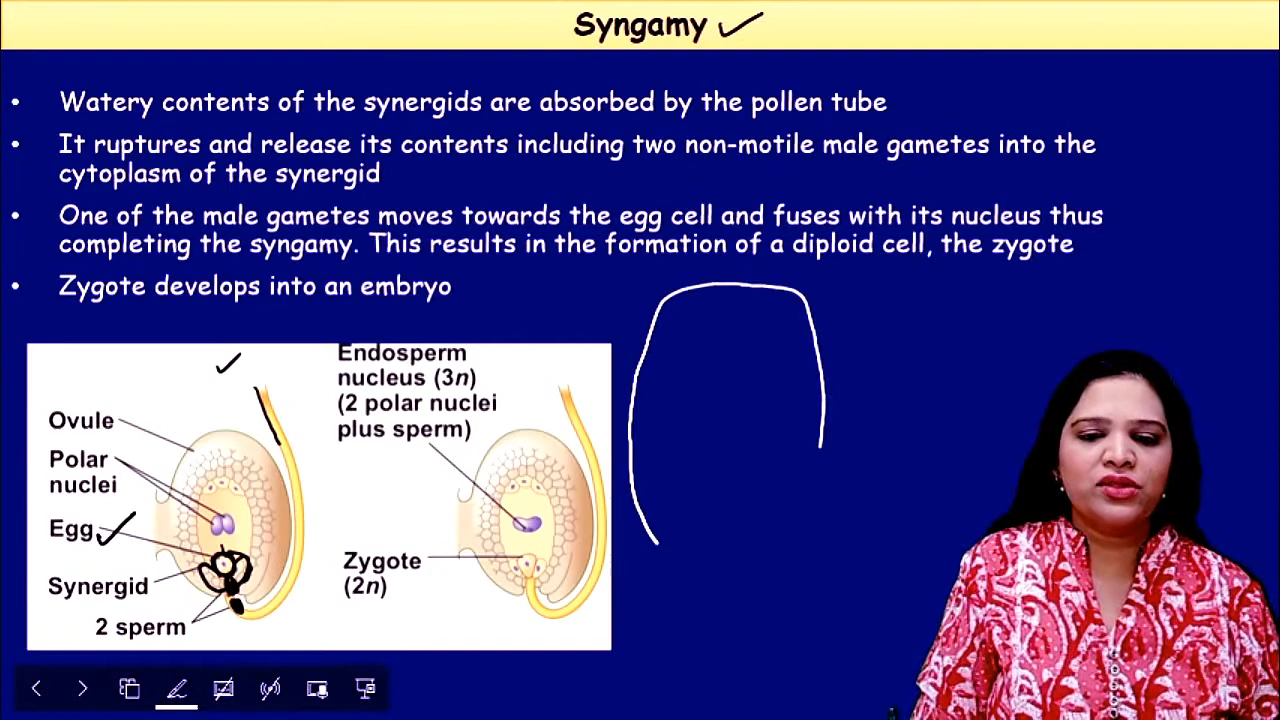 Syngamy
• Watery contents of the synergids are absorbed by the pollen tube
• It ruptures and release its contents including two non-motile male gametes into the
cytoplasm of the synergid
• One of the male gametes moves towards the egg cell and fuses with its nucleus thus
completing the syngamy. This results in the formation of a diploid cell, the zygote
• Zygote develops into an embryo
Ovule
Polar
nuclei
Egg
Synergid
2 sperm
Endosperm
nucleus (3n)
(2 polar nuclei
plus sperm)
Zygote
(2n)